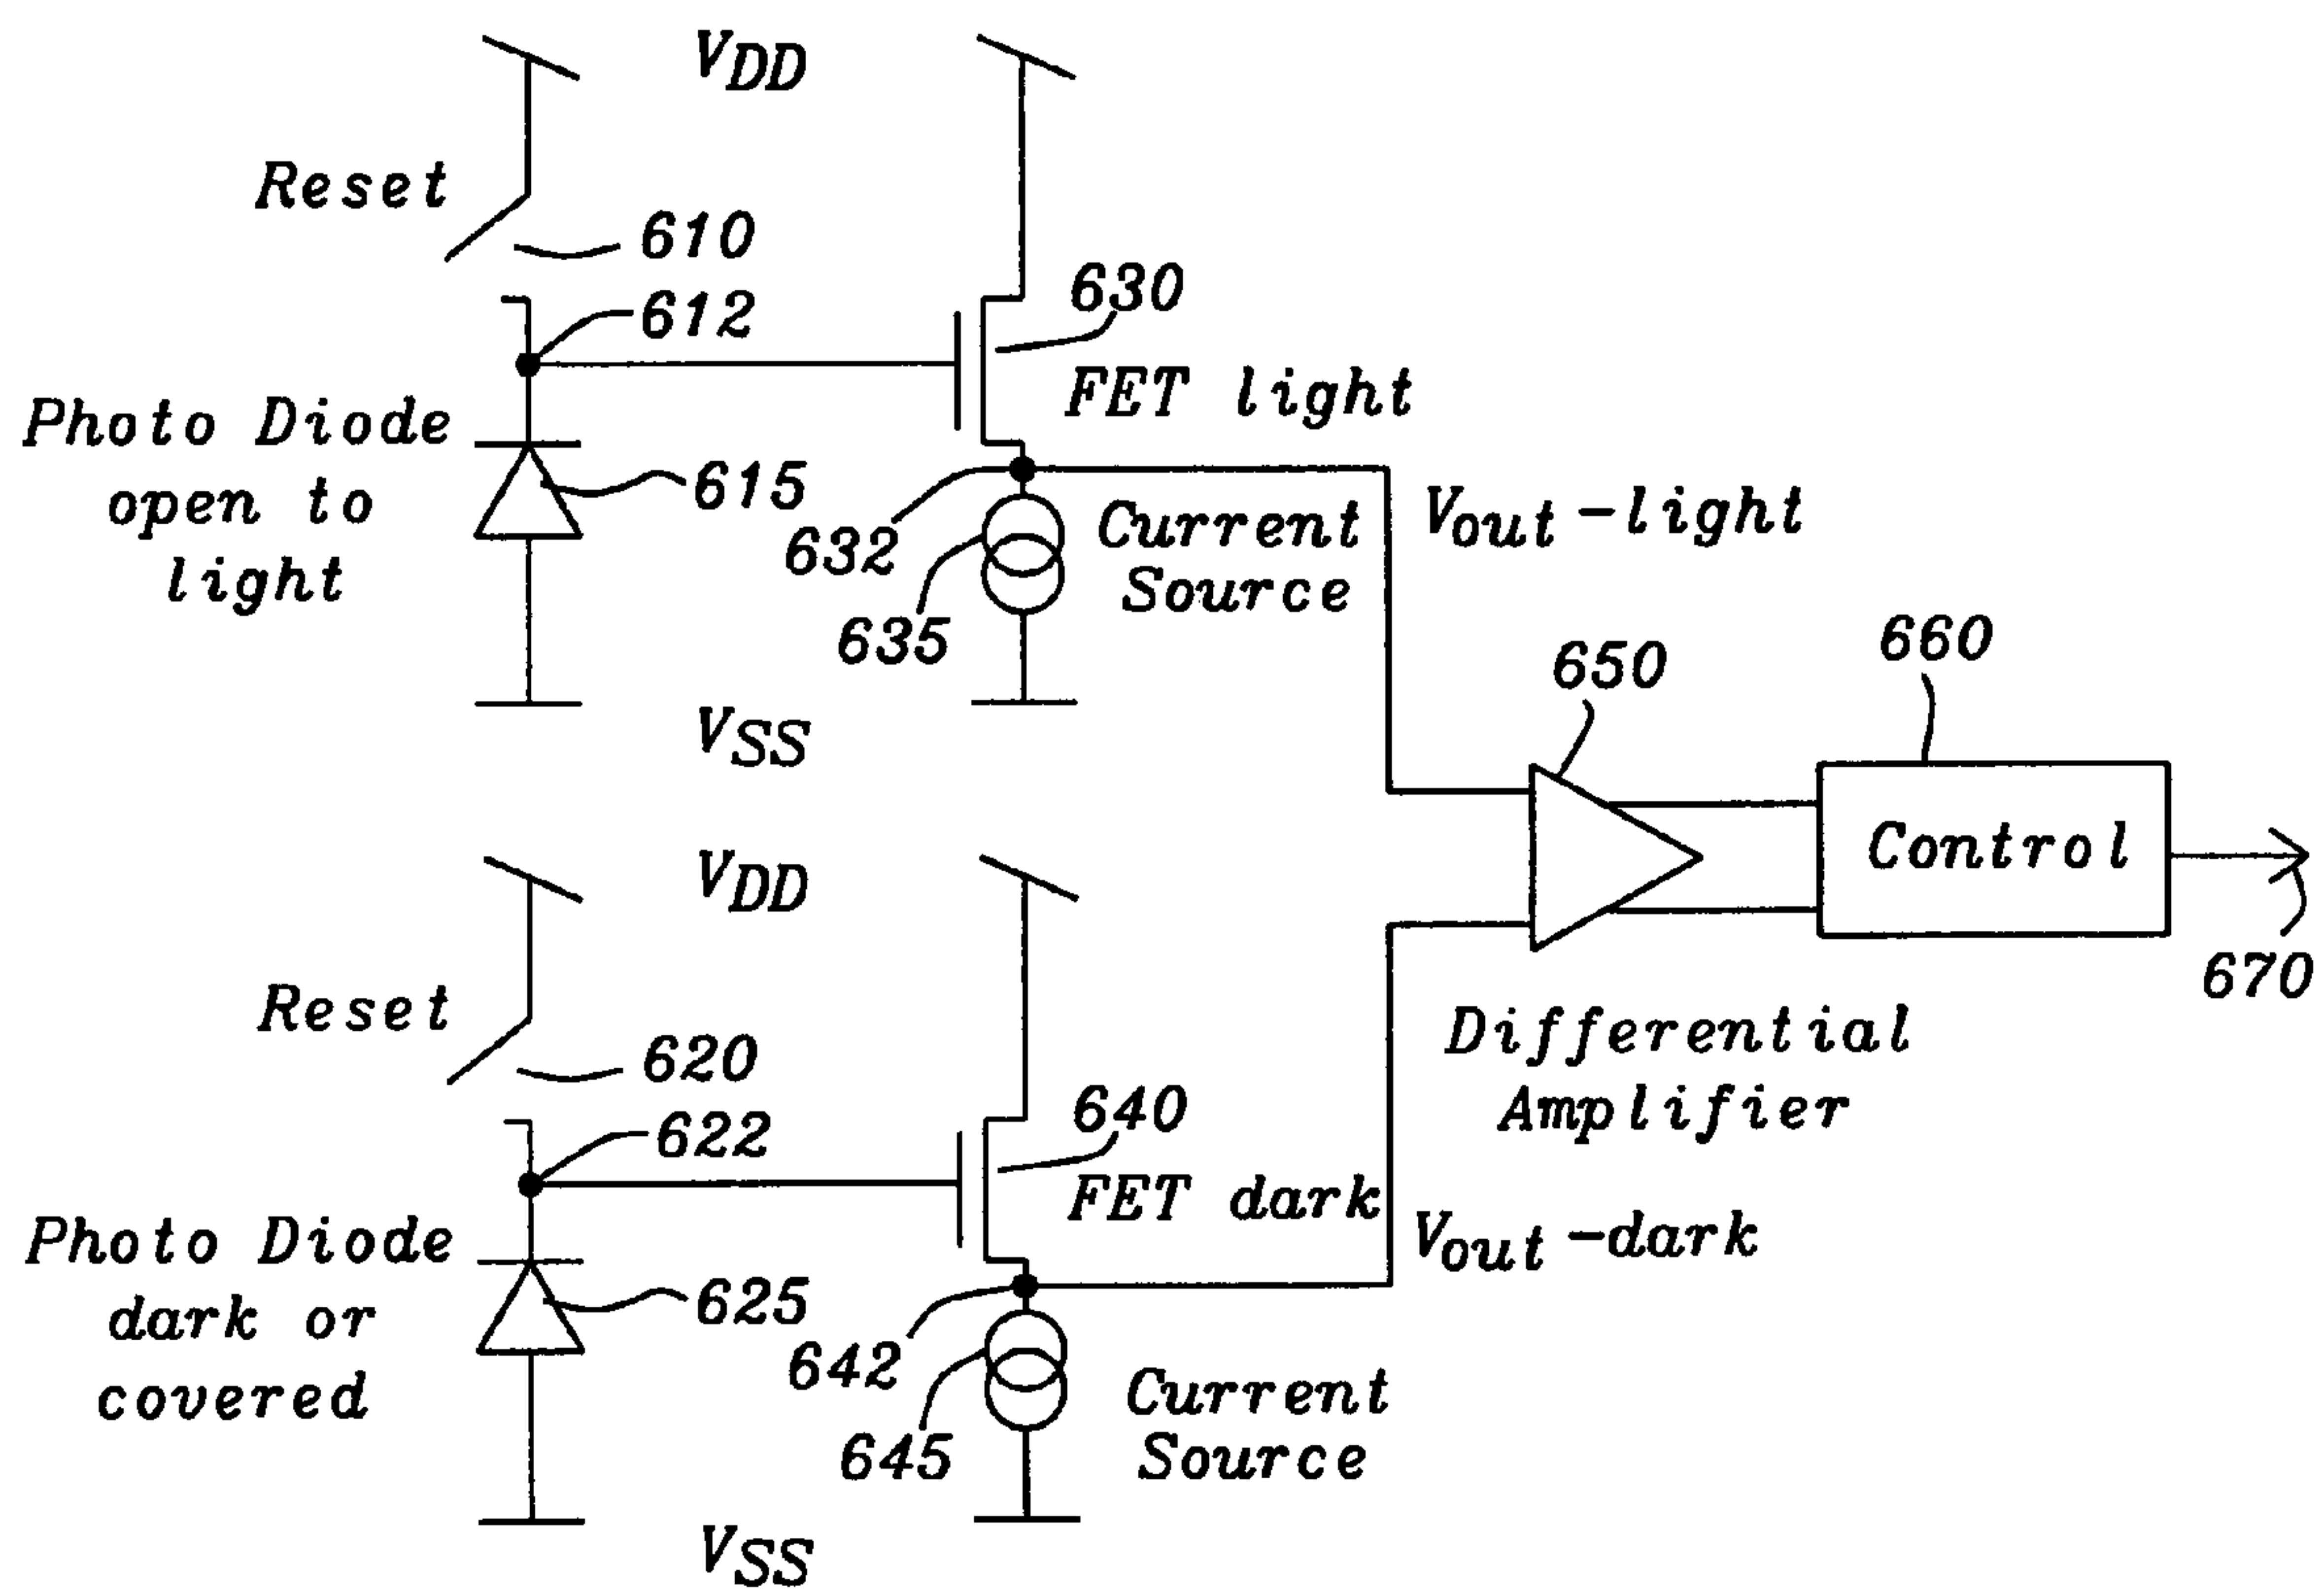 VDD
Reset
610
612
630
FET light
Photo Diode
open to
light
615
632
635
Current
Source
Vout-light
VSS
650
660
Control
670
Differential
Amplifier
VDD
Reset
620
622
640
FET dark
Vout-dark
Photo Diode
dark or
covered
625
642
645
Current
Source
VSS